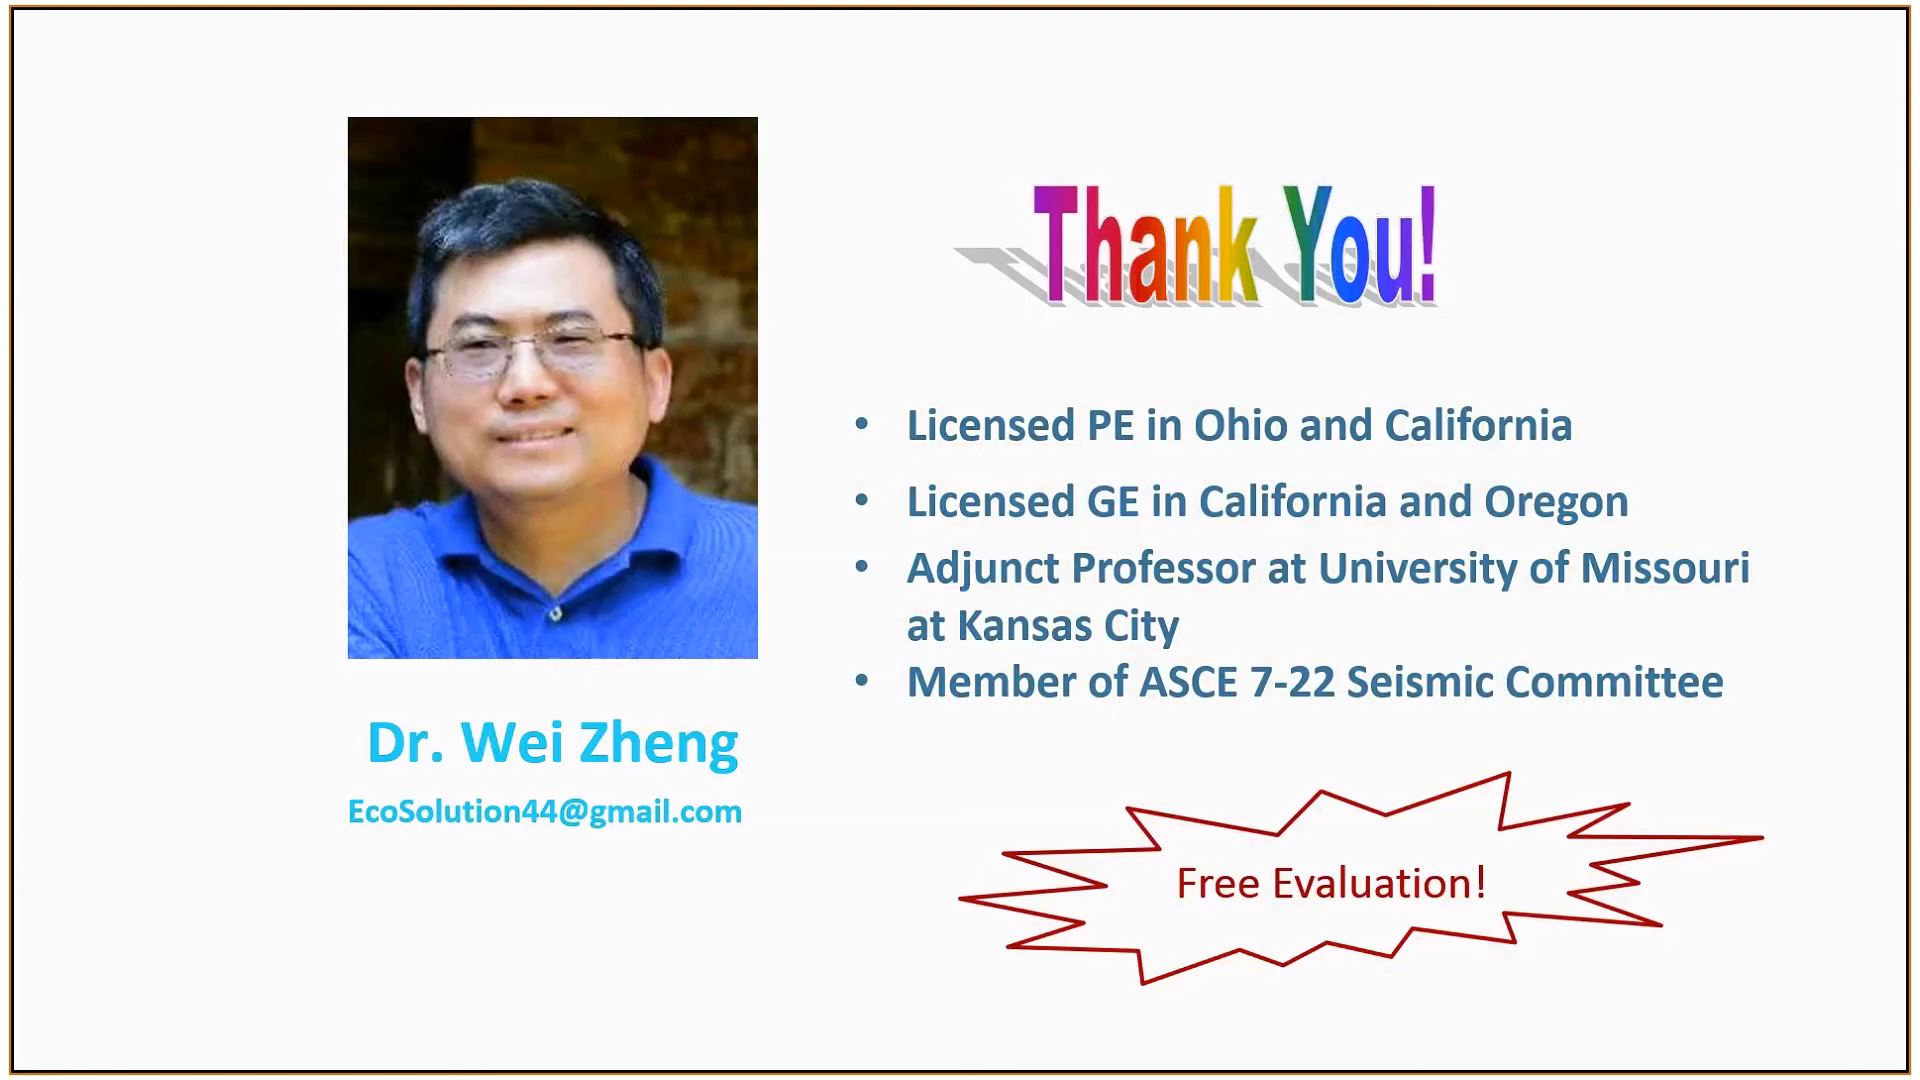 Thank You!
• Licensed PE in Ohio and California
• Licensed GE in California and Oregon
• Adjunct Professor at University of Missouri
at Kansas City
• Member of ASCE 7-22 Seismic Committee
Dr. Wei Zheng
EcoSolution44@gmail.com
Free Evaluation!